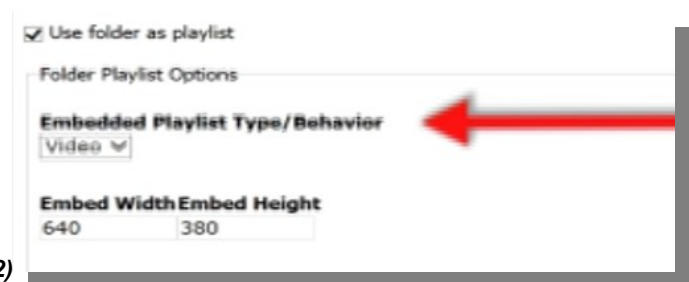 Use folder as playlist
Folder Playlist Options
Embedded Playlist Type/Behavior
Video
Embed Width Embed Height
640 380
2)